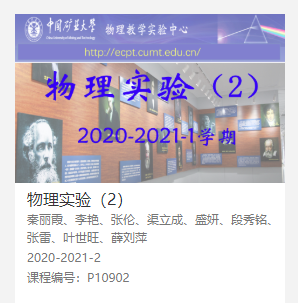 中国矿业大学 物理教学实验中心
http://ecpt.cumt.edu.cn/
物理实验（2）
2020-2021-1学期
物理实验（2）
秦丽霞、李艳、张伦、渠立成、盛妍、段秀铭、
张雷、叶世旺、薛刘萍
2020-2021-2
课程编号：P10902